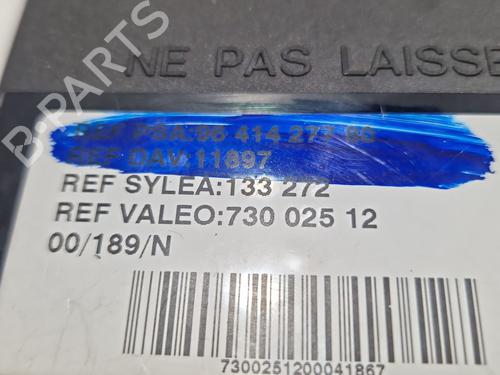 NE PAS LAISSE
REF PSA:96 414 277 80
REF DAV:11897
REF SYLEA:133 272
REF VALEO:730 025 12
00/189/N
7300251200041867
B-PARTS